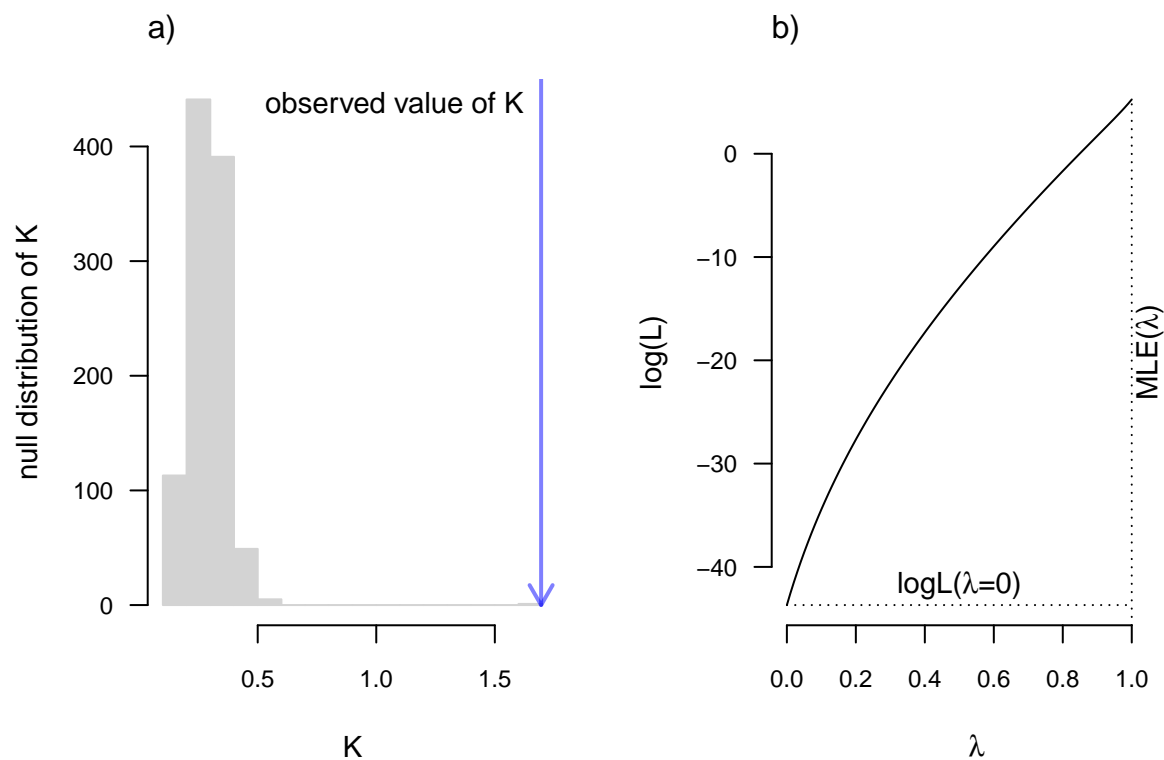 a)
observed value of K
null distribution of K
400
300
200
100
0
0.5 1.0 1.5
K
b)
log(L)
0
−10
−20
−30
−40
MLE(λ)
logL(λ=0)
0.0 0.2 0.4 0.6 0.8 1.0
λ